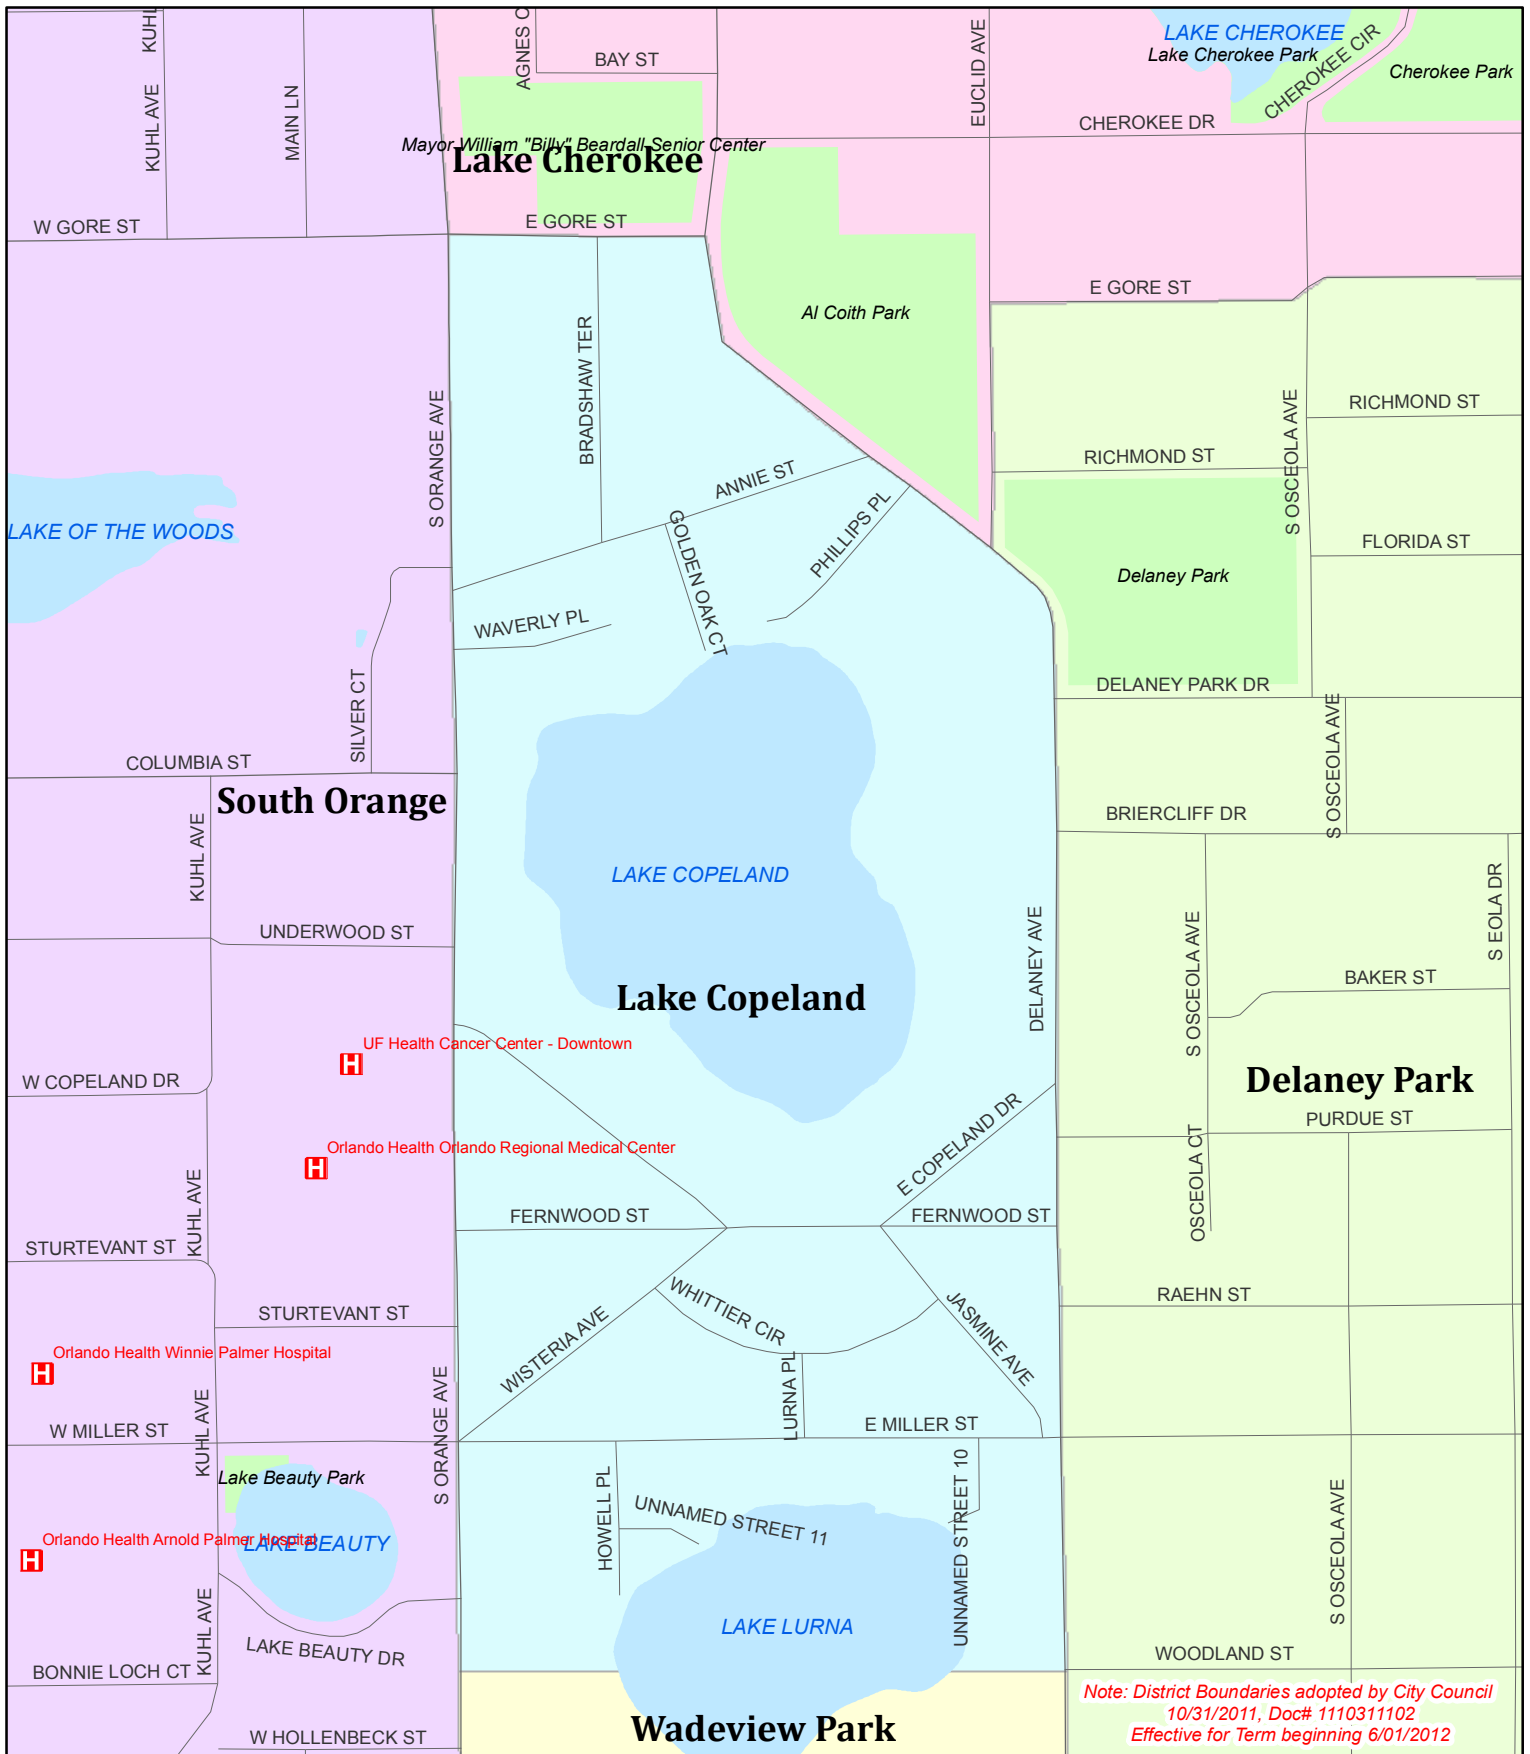 KUHL
AGNES C
BAY ST
EUCLID AVE
LAKE CHEROKEE
Lake Cherokee Park
CHEROKEE CIR
Cherokee Park
KUHL AVE
MAIN LN
CHEROKEE DR
Mayor William "Billy" Beardall Senior Center
Lake Cherokee
W GORE ST
E GORE ST
E GORE ST
Al Coith Park
BRADSHAW TER
S ORANGE AVE
S OSCEOLA AVE
RICHMOND ST
RICHMOND ST
ANNIE ST
PHILLIPS PL
GOLDEN OAK CT
LAKE OF THE WOODS
FLORIDA ST
Delaney Park
WAVERLY PL
SILVER CT
DELANEY PARK DR
S OSCEOLA AVE
COLUMBIA ST
South Orange
BRIERCLIFF DR
KUHL AVE
LAKE COPELAND
S EOLA DR
UNDERWOOD ST
DELANEY AVE
S OSCEOLA AVE
BAKER ST
Lake Copeland
UF Health Cancer Center - Downtown
W COPELAND DR
Delaney Park
E COPELAND DR
PURDUE ST
Orlando Health Orlando Regional Medical Center
OSCEOLA CT
KUHL AVE
FERNWOOD ST
FERNWOOD ST
STURTEVANT ST
RAEHN ST
STURTEVANT ST
WHITTIER CIR
JASMINE AVE
WISTERIA AVE
Orlando Health Winnie Palmer Hospital
H
H
H
LURNA PL
KUHL AVE
S ORANGE AVE
W MILLER ST
E MILLER ST
Lake Beauty Park
HOWELL PL
UNNAMED STREET 11
UNNAMED STREET 10
S OSCEOLA AVE
Orlando Health Arnold Palmer Hospital
H
LAKE BEAUTY
LAKE LURNA
KUHL AVE
LAKE BEAUTY DR
WOODLAND ST
BONNIE LOCH CT
Note: District Boundaries adopted by City Council
10/31/2011, Doc# 1110311102
Effective for Term beginning 6/01/2012
W HOLLENBECK ST
Wadeview Park